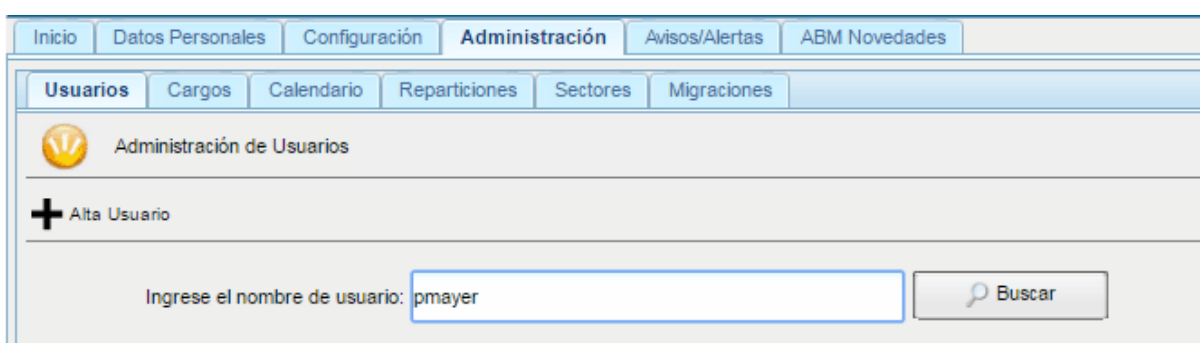 Inicio Datos Personales Configuración Administración Avisos/Alertas ABM Novedades
Usuarios Cargos Calendario Reparticiones Sectores Migraciones
Administración de Usuarios
Alta Usuario
Ingrese el nombre de usuario: pmayer Buscar